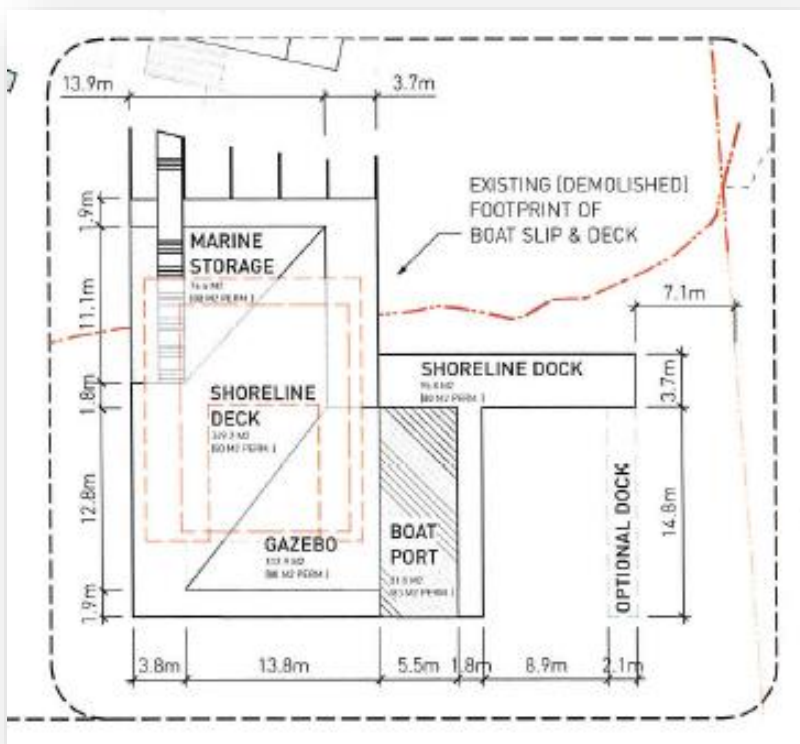 13.9m
3.7m
EXISTING (DEMOLISHED)
FOOTPRINT OF
BOAT SLIP & DECK
1.9m
MARINE
STORAGE
11.1m
7.1m
SHORELINE DOCK
3.7m
1.8m
SHORELINE
DECK
12.8m
GAZEBO
BOAT
PORT
OPTIONAL DOCK
14.8m
1.9m
3.8m
13.8m
5.5m
1.8m
8.9m
2.1m